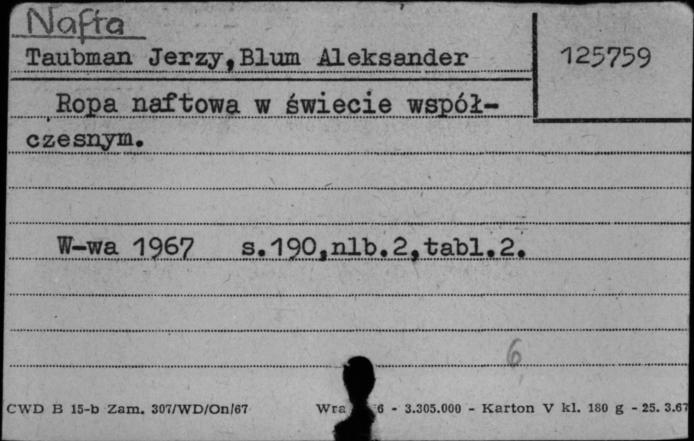 Nafta
Taubman Jerzy,Blum Aleksander
125759
Ropa naftowa w świecie współ-
czesnym.
W-wa 1967 s.190,nlb.2,tabl.2.
6
CWD B 15-b Zam. 307/WD/On/67 6 - 3.305.000 - Karton V kl. 180 g - 25. 3.67